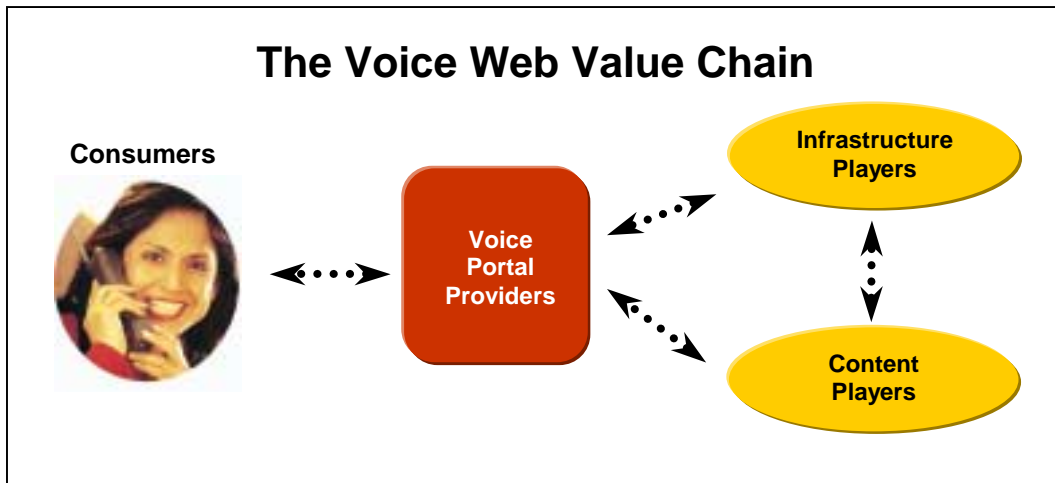 The Voice Web Value Chain
Consumers
Voice
Portal
Providers
Infrastructure
Players
Content
Players